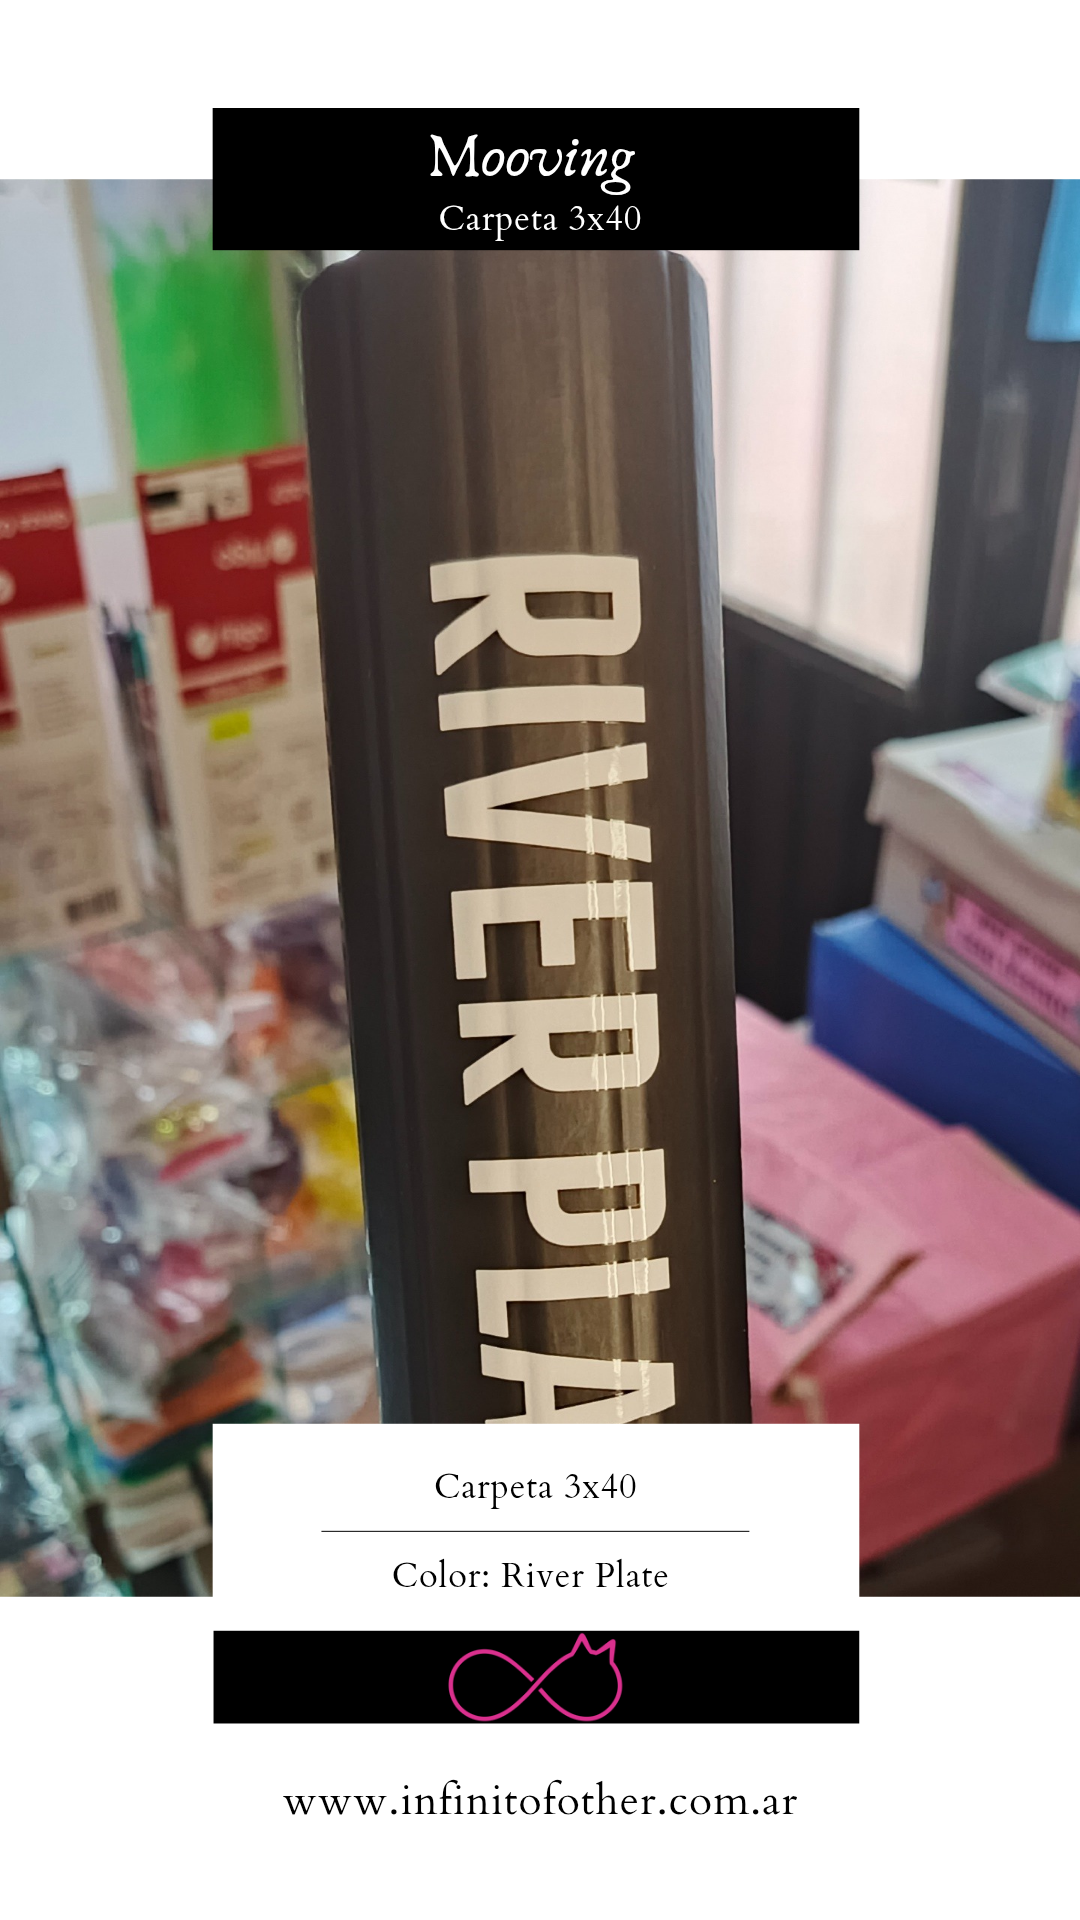 Mooving
Carpeta 3x40
RIVER PLA
Carpeta 3x40
Color: River Plate
www.infinitofother.com.ar